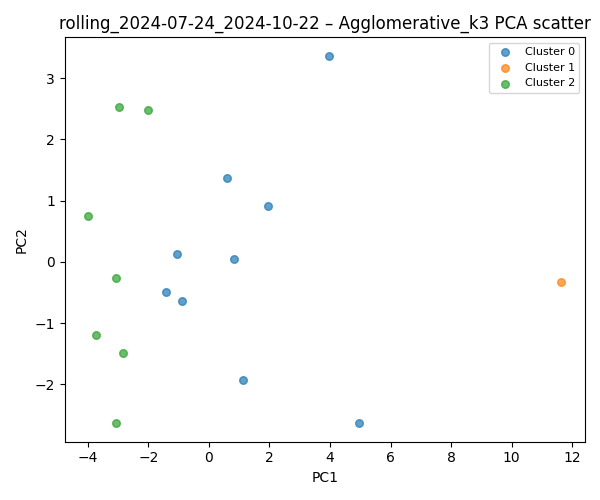 rolling_2024-07-24_2024-10-22 – Agglomerative_k3 PCA scatter
Cluster 0
Cluster 1
Cluster 2
3
2
1
0
−1
−2
PC2
−4 −2 0 2 4 6 8 10 12
PC1